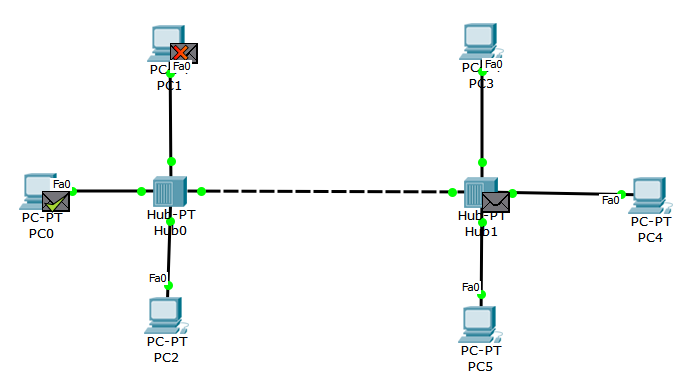 Fa0
PC1
Fa0
PC3
Fa0
PC-PT
PC0
Hub-PT
Hub0
Hub-PT
Hub1
Fa0
PC-PT
PC4
Fa0
PC-PT
PC2
Fa0
PC-PT
PC5